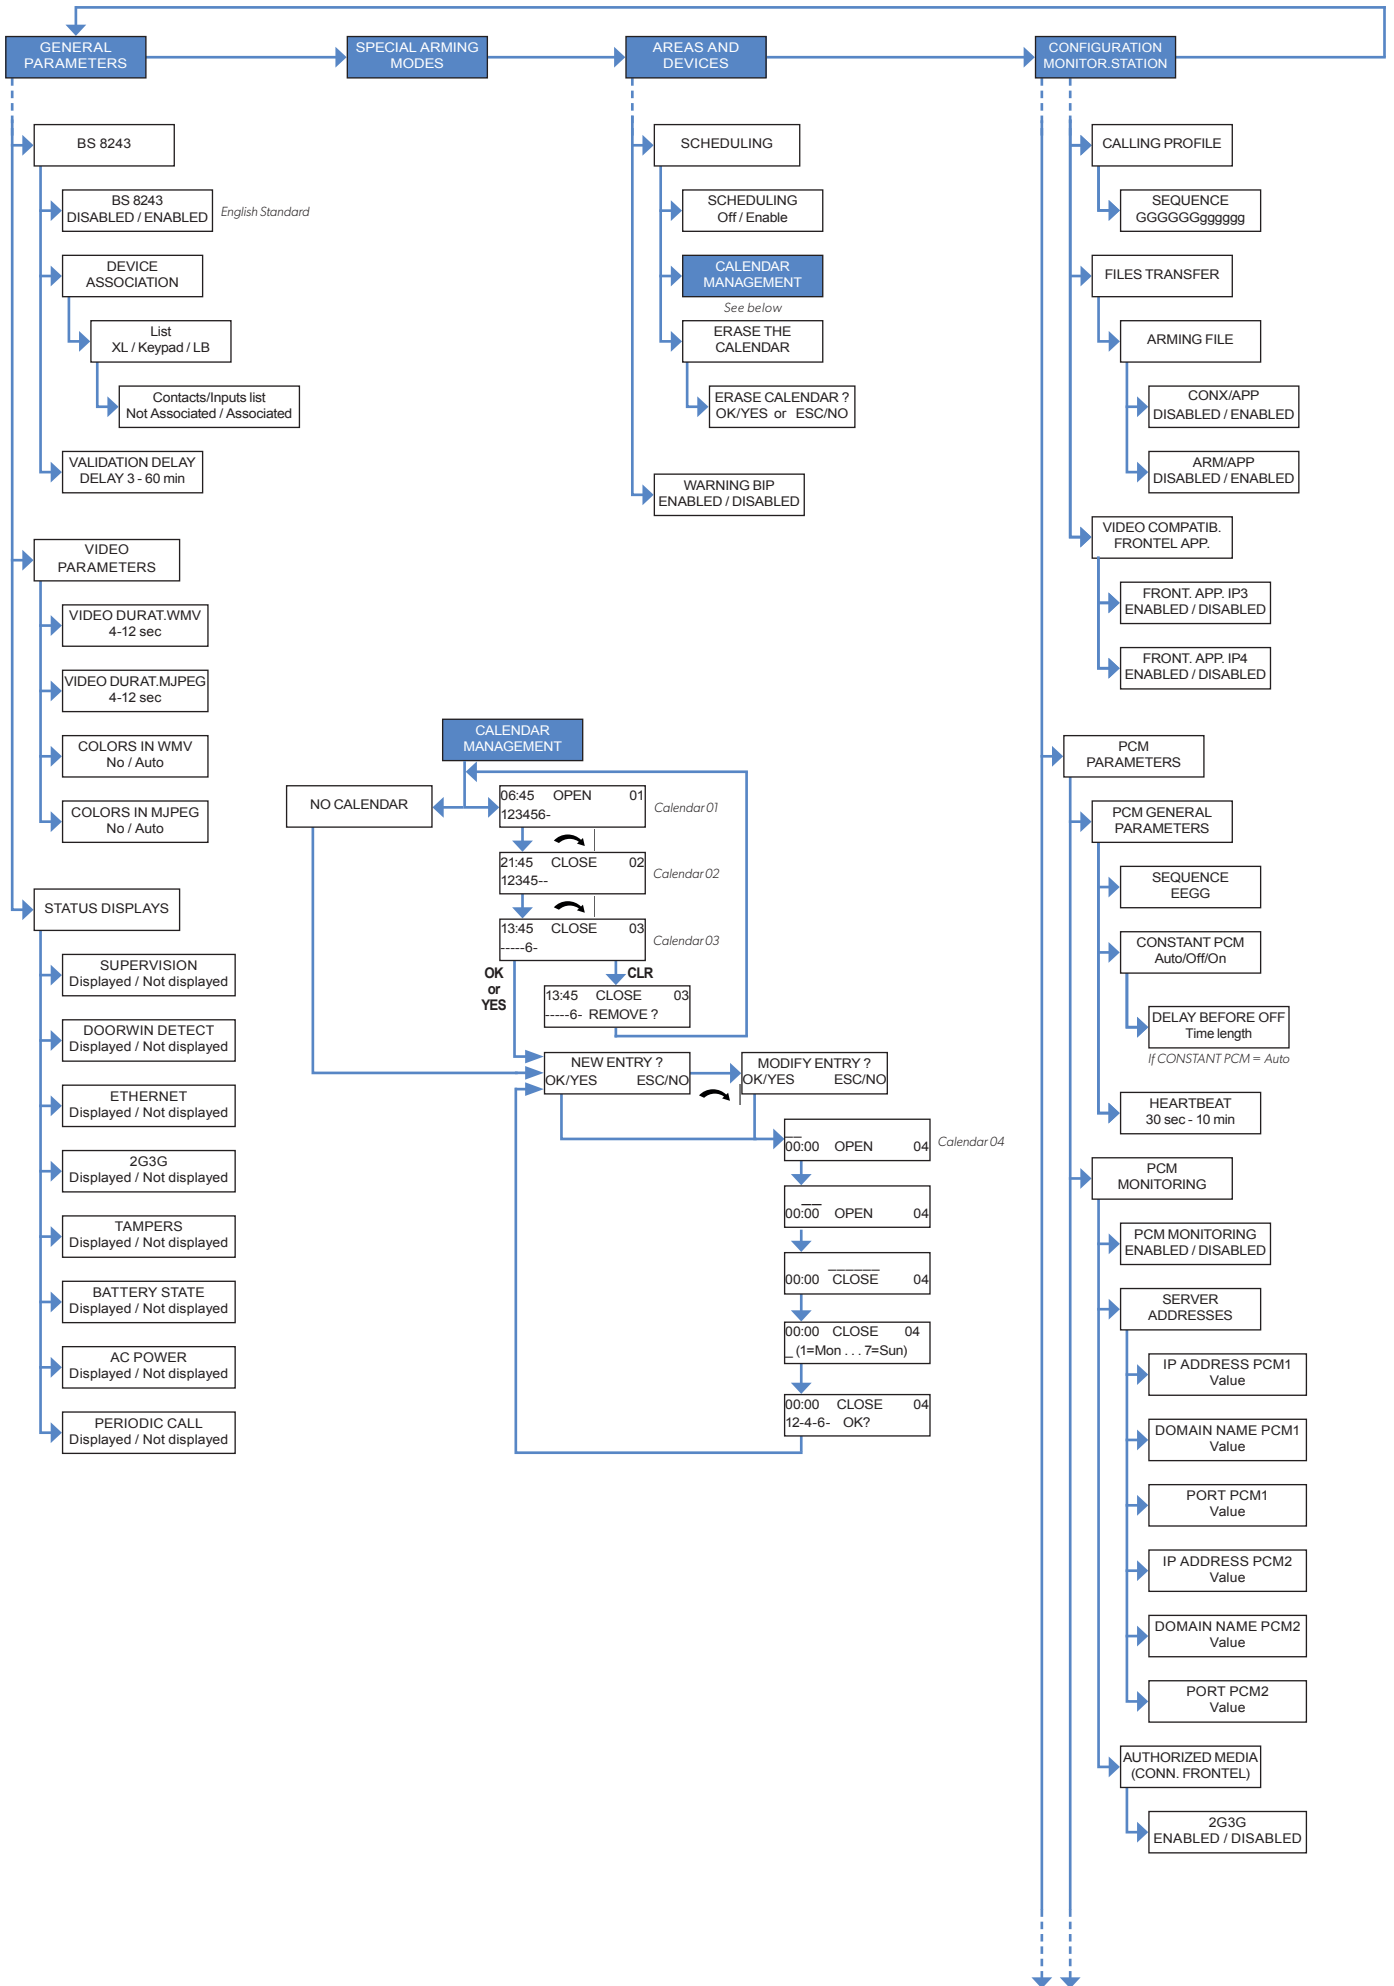 GENERAL
PARAMETERS
SPECIAL ARMING
MODES
AREAS AND
DEVICES
CONFIGURATION
MONITOR.STATION
BS 8243
BS 8243
DISABLED / ENABLED
English Standard
DEVICE
ASSOCIATION
List
XL / Keypad / LB
Contacts/Inputs list
Not Associated / Associated
VALIDATION DELAY
DELAY 3 - 60 min
VIDEO
PARAMETERS
VIDEO DURAT.WMV
4-12 sec
VIDEO DURAT.MJPEG
4-12 sec
COLORS IN WMV
No / Auto
COLORS IN MJPEG
No / Auto
STATUS DISPLAYS
SUPERVISION
Displayed / Not displayed
DOORWIN DETECT
Displayed / Not displayed
ETHERNET
Displayed / Not displayed
2G3G
Displayed / Not displayed
TAMPERS
Displayed / Not displayed
BATTERY STATE
Displayed / Not displayed
AC POWER
Displayed / Not displayed
PERIODIC CALL
Displayed / Not displayed
SCHEDULING
SCHEDULING
Off / Enable
CALENDAR
MANAGEMENT
See below
ERASE THE
CALENDAR
ERASE CALENDAR ?
OK/YES or ESC/NO
WARNING BIP
ENABLED / DISABLED
CALENDAR
MANAGEMENT
NO CALENDAR
06:45 OPEN 01
123456-
Calendar 01
21:45 CLOSE 02
12345--
Calendar 02
13:45 CLOSE 03
-----6-
Calendar 03
OK
or
YES
CLR
13:45 CLOSE 03
-----6- REMOVE ?
NEW ENTRY ?
OK/YES ESC/NO
MODIFY ENTRY ?
OK/YES ESC/NO
__
00:00 OPEN 04
Calendar 04
__
00:00 OPEN 04
______
00:00 CLOSE 04
00:00 CLOSE 04
_ (1=Mon . . . 7=Sun)
00:00 CLOSE 04
12-4-6- OK?
CALLING PROFILE
SEQUENCE
GGGGGGgggggg
FILES TRANSFER
ARMING FILE
CONX/APP
DISABLED / ENABLED
ARM/APP
DISABLED / ENABLED
VIDEO COMPATIB.
FRONTEL APP.
FRONT. APP. IP3
ENABLED / DISABLED
FRONT. APP. IP4
ENABLED / DISABLED
PCM
PARAMETERS
PCM GENERAL
PARAMETERS
SEQUENCE
EEGG
CONSTANT PCM
Auto/Off/On
DELAY BEFORE OFF
Time length
If CONSTANT PCM = Auto
HEARTBEAT
30 sec - 10 min
PCM
MONITORING
PCM MONITORING
ENABLED / DISABLED
SERVER
ADDRESSES
IP ADDRESS PCM1
Value
DOMAIN NAME PCM1
Value
PORT PCM1
Value
IP ADDRESS PCM2
Value
DOMAIN NAME PCM2
Value
PORT PCM2
Value
AUTHORIZED MEDIA
(CONN. FRONTEL)
2G3G
ENABLED / DISABLED